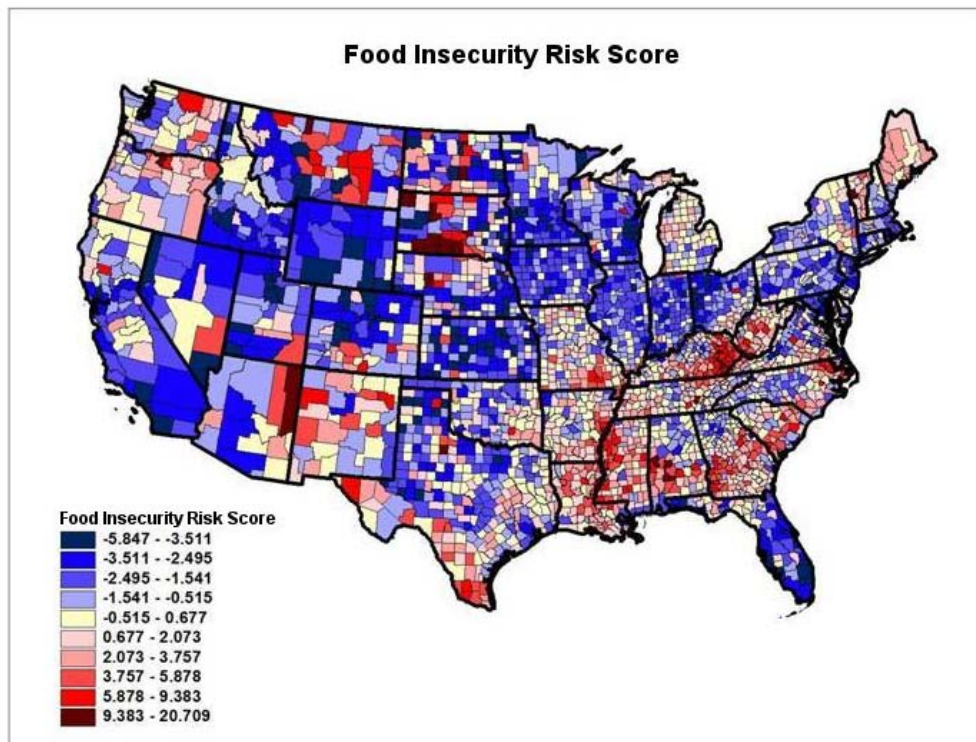 Food Insecurity Risk Score
Food Insecurity Risk Score
-5.847 - -3.511
-3.511 - -2.495
-2.495 - -1.541
-1.541 - -0.515
-0.515 - 0.677
0.677 - 2.073
2.073 - 3.757
3.757 - 5.878
5.878 - 9.383
9.383 - 20.709